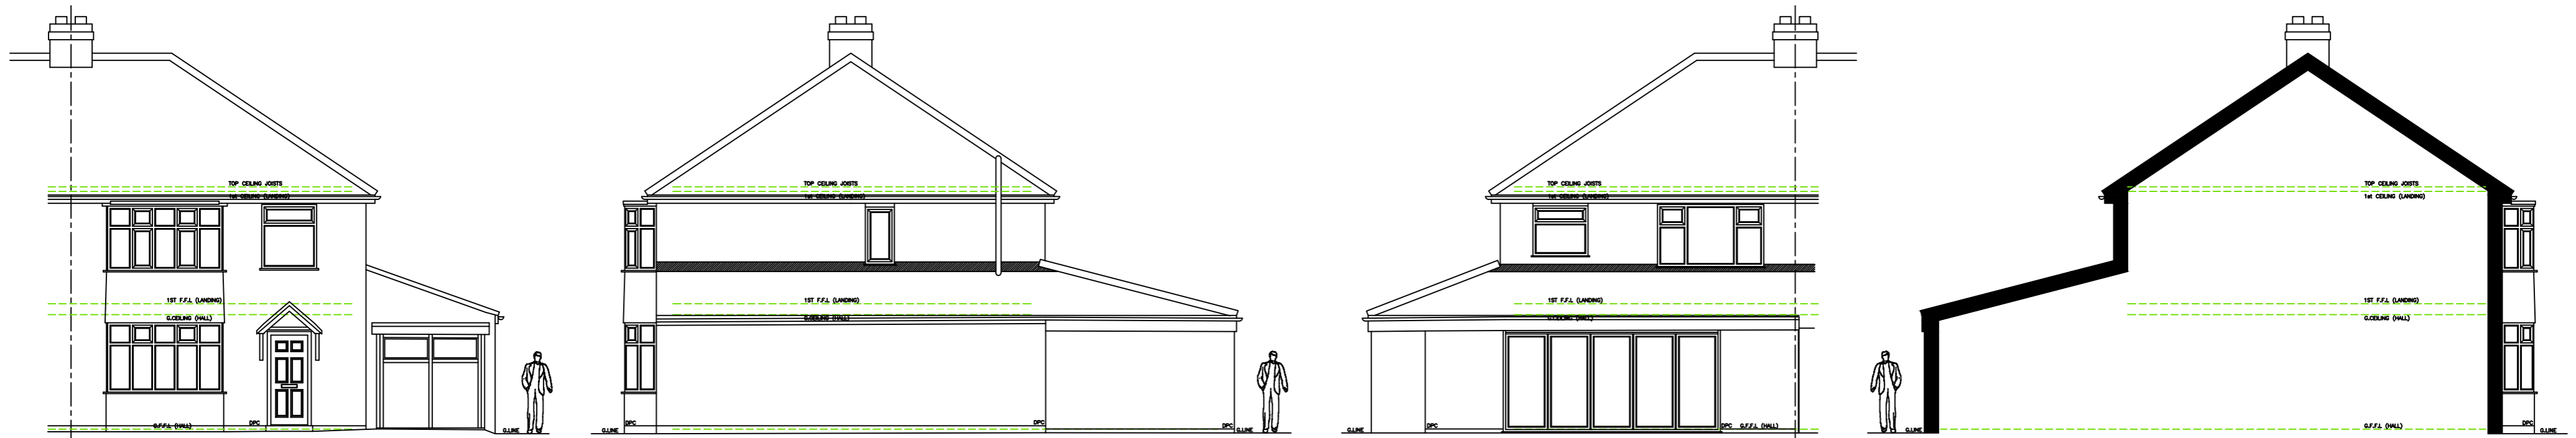 TOP CEILING JOISTS
1st CEILING (LANDING)
1ST F.F.L (LANDING)
G.CEILING (HALL)
G.F.F.L (HALL)
DPC
G.LINE
TOP CEILING JOISTS
1st CEILING (LANDING)
1ST F.F.L (LANDING)
G.CEILING (HALL)
G.LINE
DPC
DPC
DPC
G.LINE
TOP CEILING JOISTS
1st CEILING (LANDING)
1ST F.F.L (LANDING)
G.CEILING (HALL)
G.LINE
DPC
DPC
G.F.F.L (HALL)
TOP CEILING JOISTS
1st CEILING (LANDING)
1ST F.F.L (LANDING)
G.CEILING (HALL)
G.LINE
G.F.F.L (HALL)
DPC
G.LINE